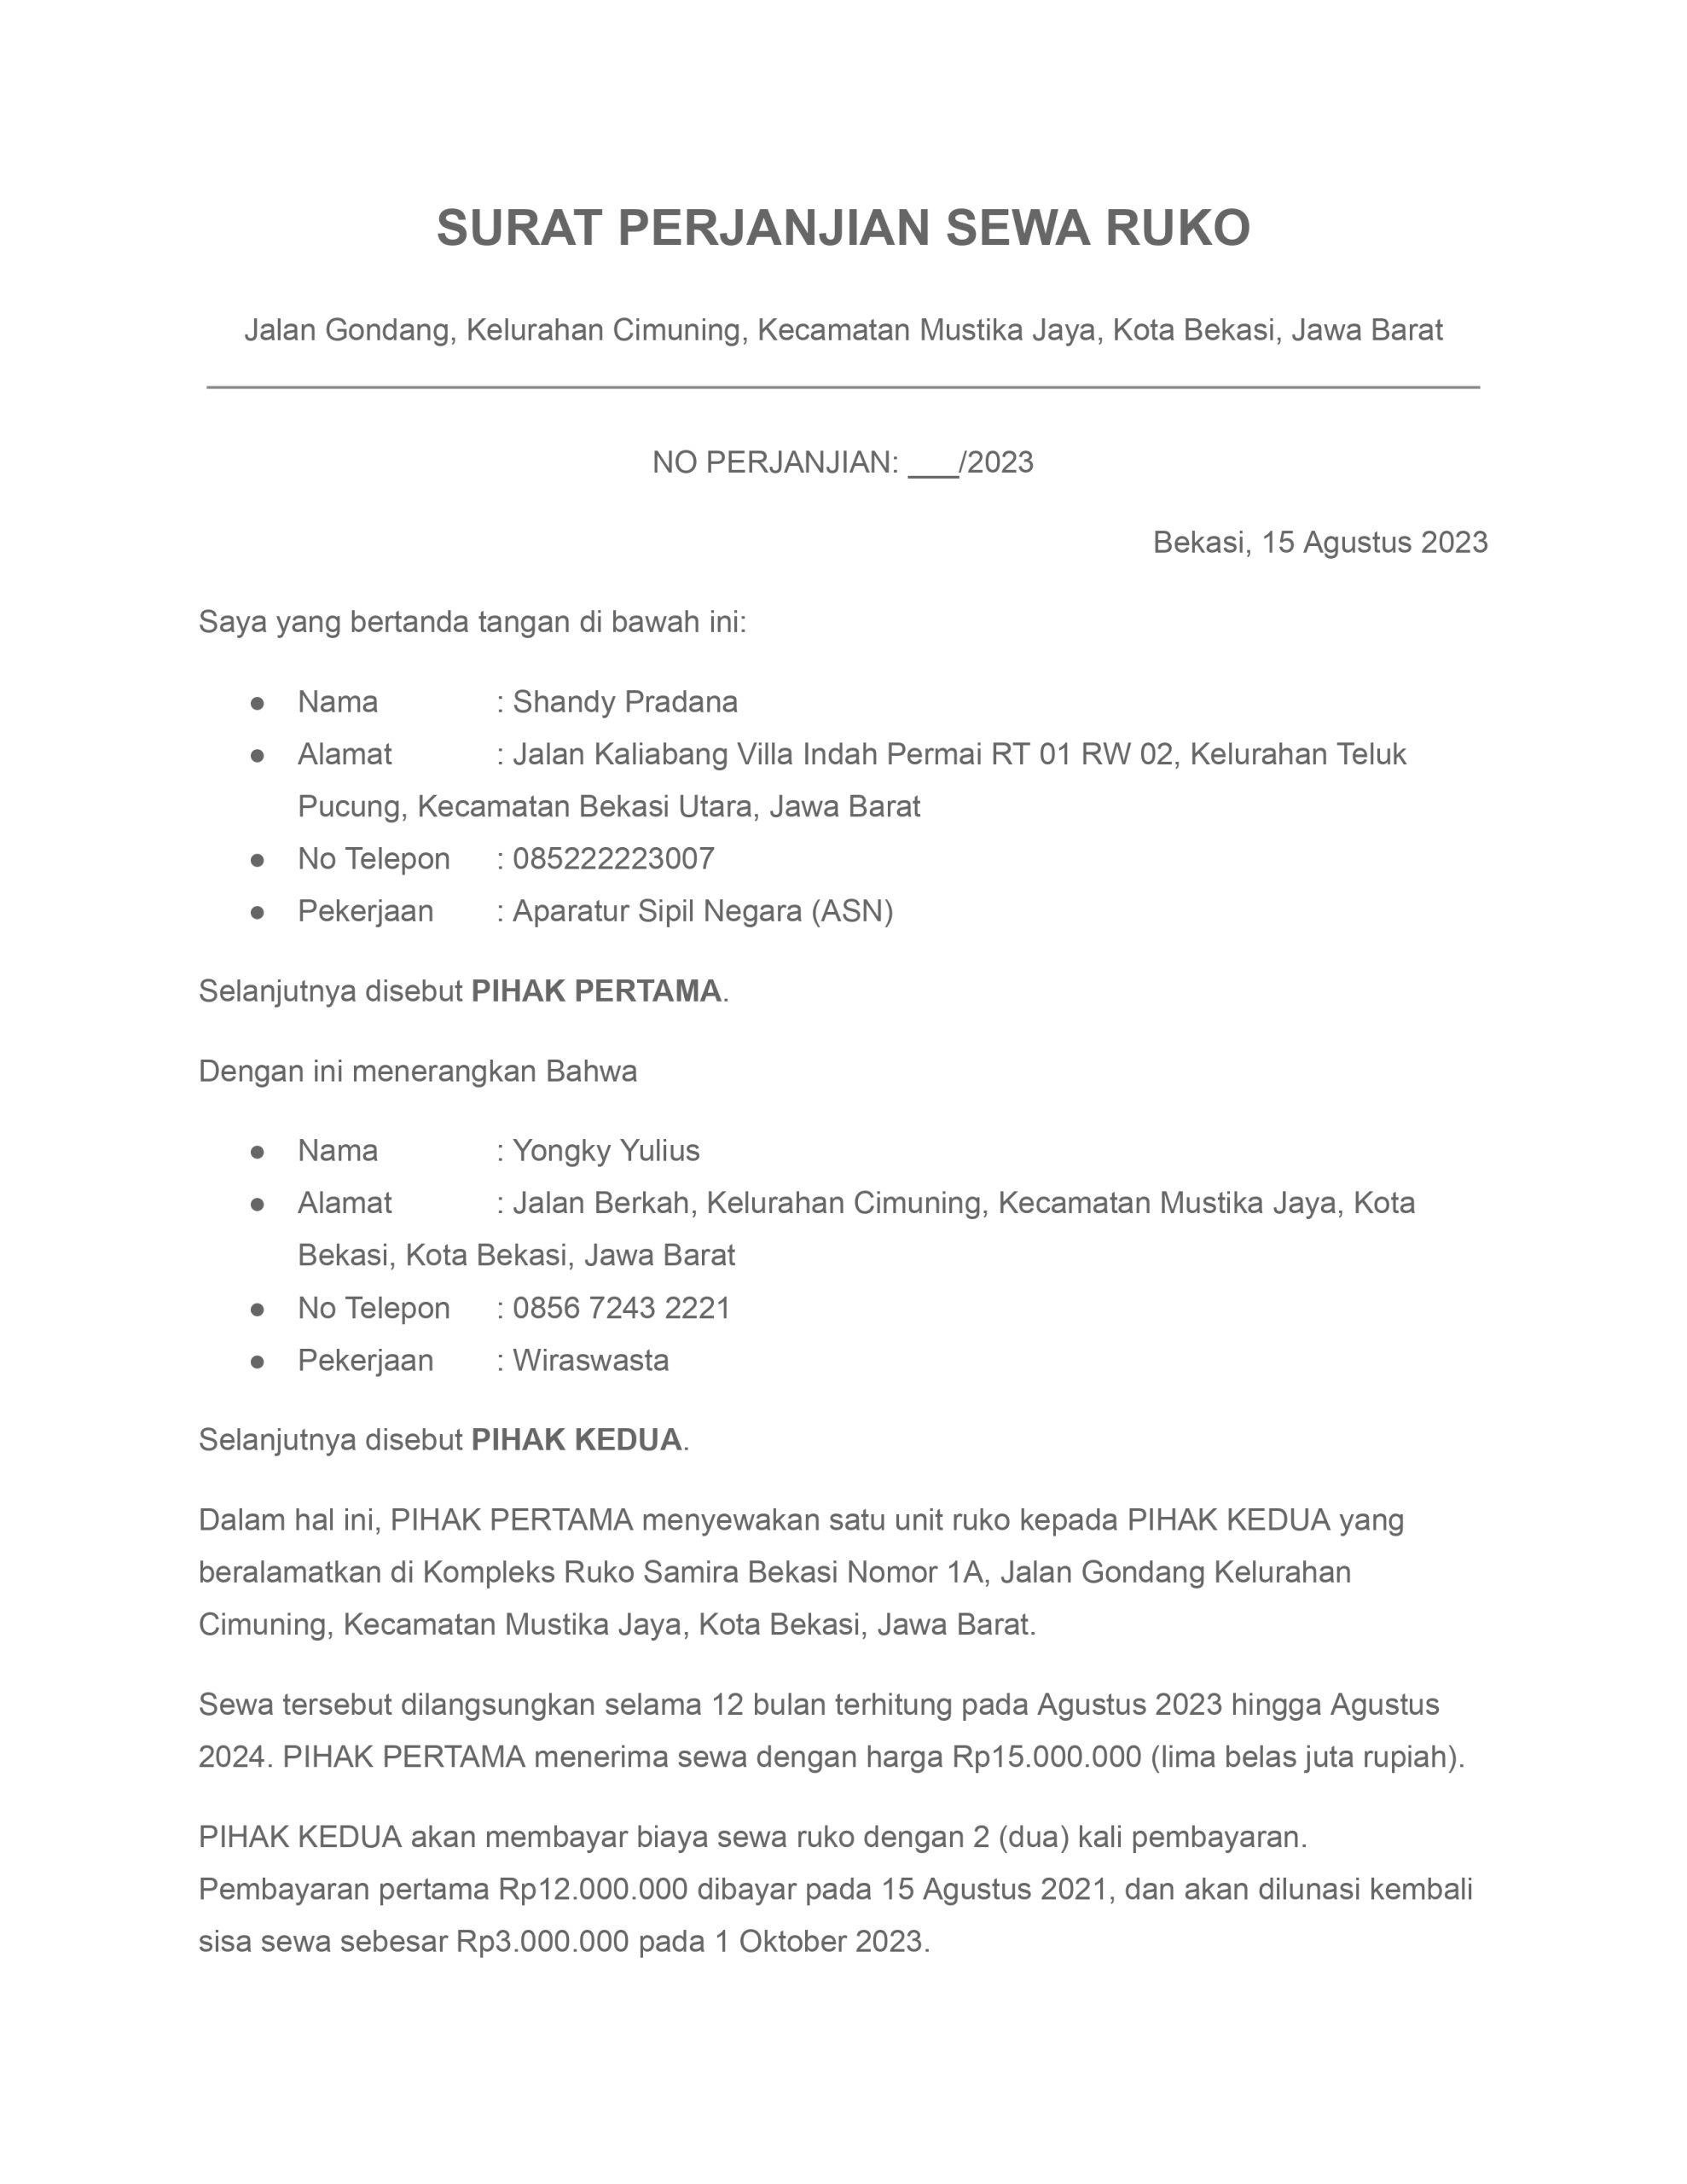 SURAT PERJANJIAN SEWA RUKO
Jalan Gondang, Kelurahan Cimuning, Kecamatan Mustika Jaya, Kota Bekasi, Jawa Barat
NO PERJANJIAN: ___/2023
Bekasi, 15 Agustus 2023
Saya yang bertanda tangan di bawah ini:
● Nama : Shandy Pradana
● Alamat : Jalan Kaliabang Villa Indah Permai RT 01 RW 02, Kelurahan Teluk
Pucung, Kecamatan Bekasi Utara, Jawa Barat
● No Telepon : 085222223007
● Pekerjaan : Aparatur Sipil Negara (ASN)
Selanjutnya disebut PIHAK PERTAMA.
Dengan ini menerangkan Bahwa
● Nama : Yongky Yulius
● Alamat : Jalan Berkah, Kelurahan Cimuning, Kecamatan Mustika Jaya, Kota
Bekasi, Kota Bekasi, Jawa Barat
● No Telepon : 0856 7243 2221
● Pekerjaan : Wiraswasta
Selanjutnya disebut PIHAK KEDUA.
Dalam hal ini, PIHAK PERTAMA menyewakan satu unit ruko kepada PIHAK KEDUA yang
beralamatkan di Kompleks Ruko Samira Bekasi Nomor 1A, Jalan Gondang Kelurahan
Cimuning, Kecamatan Mustika Jaya, Kota Bekasi, Jawa Barat.
Sewa tersebut dilangsungkan selama 12 bulan terhitung pada Agustus 2023 hingga Agustus
2024. PIHAK PERTAMA menerima sewa dengan harga Rp15.000.000 (lima belas juta rupiah).
PIHAK KEDUA akan membayar biaya sewa ruko dengan 2 (dua) kali pembayaran.
Pembayaran pertama Rp12.000.000 dibayar pada 15 Agustus 2021, dan akan dilunasi kembali
sisa sewa sebesar Rp3.000.000 pada 1 Oktober 2023.